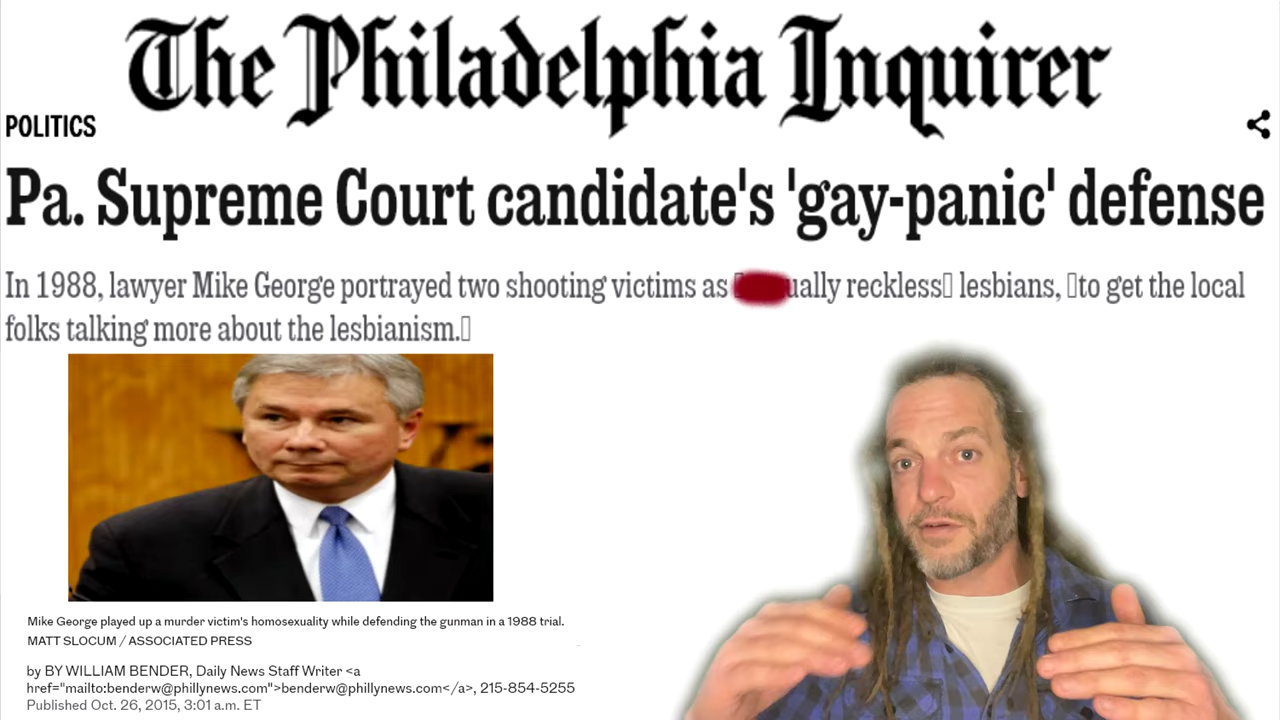 The Philadelphia Inquirer
POLITICS
Pa. Supreme Court candidate's 'gay-panic' defense
In 1988, lawyer Mike George portrayed two shooting victims as ually reckless▯ lesbians, ▯to get the local
folks talking more about the lesbianism.▯
Mike George played up a murder victim's homosexuality while defending the gunman in a 1988 trial.
MATT SLOCUM / ASSOCIATED PRESS
by BY WILLIAM BENDER, Daily News Staff Writer <a
href="mailto:benderw@phillynews.com">benderw@phillynews.com</a>, 215-854-5255
Published Oct. 26, 2015, 3:01 a.m. ET